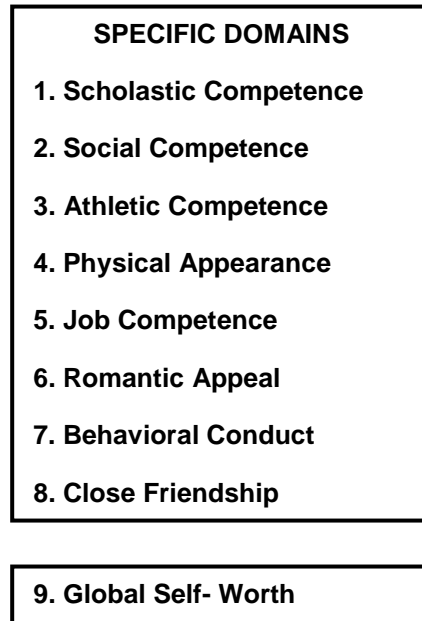 SPECIFIC DOMAINS
1. Scholastic Competence
2. Social Competence
3. Athletic Competence
4. Physical Appearance
5. Job Competence
6. Romantic Appeal
7. Behavioral Conduct
8. Close Friendship
9. Global Self- Worth